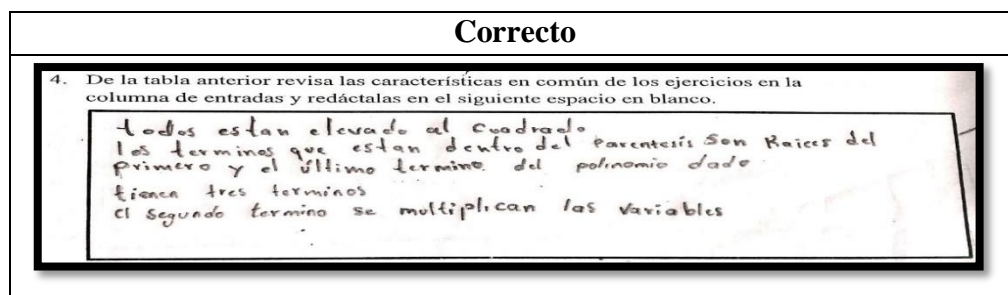 Correcto
4. De la tabla anterior revisa las características en común de los ejercicios en la
columna de entradas y redáctalas en el siguiente espacio en blanco.
todos estan elevado al Cuadrado
los terminos que estan dentro del parentesis Son Raices del
primero y el último termino del polinomio dado
tienen tres terminos
el Segundo termino se multiplican las variables